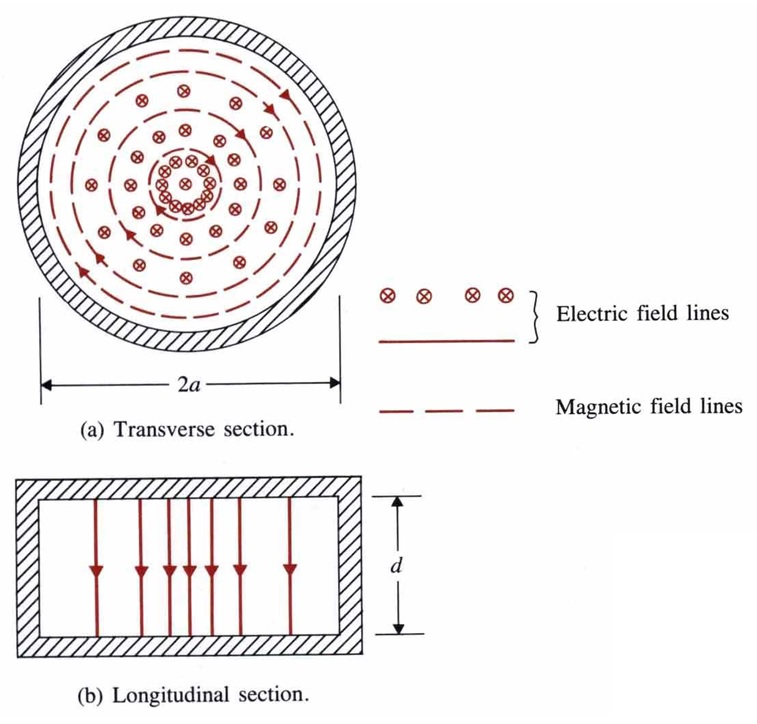 Electric field lines
Magnetic field lines
2a
(a) Transverse section.
d
(b) Longitudinal section.